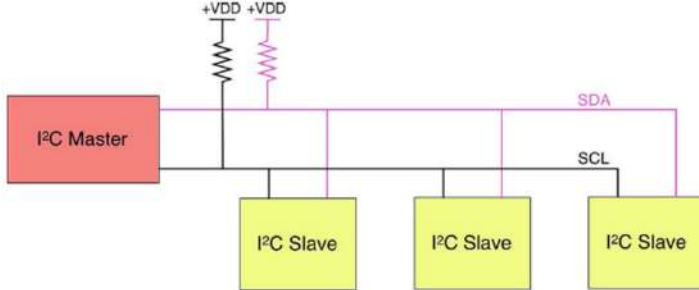 +VDD +VDD
SDA
I²C Master
SCL
I²C Slave I²C Slave I²C Slave